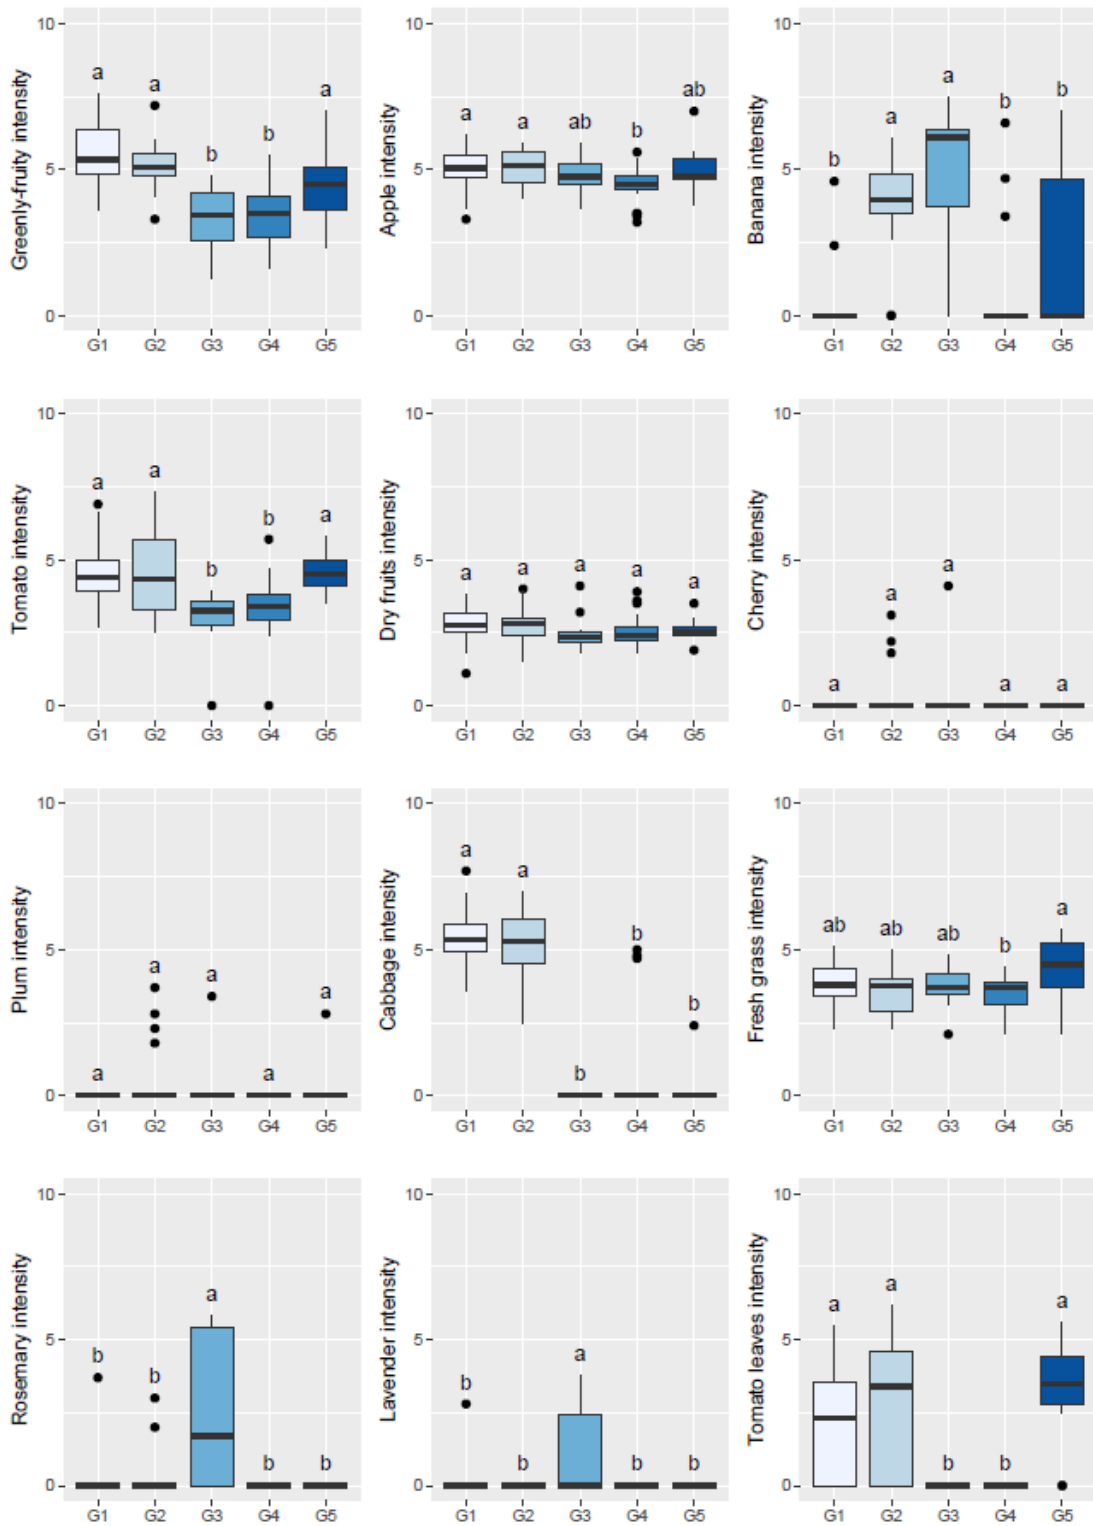 Greenly-fruity intensity
10
5
0
a a b b a
G1 G2 G3 G4 G5
Apple intensity
10
5
0
a a ab b ab
G1 G2 G3 G4 G5
Banana intensity
10
5
0
b a a b b
G1 G2 G3 G4 G5
Tomato intensity
10
5
0
a a b b a
G1 G2 G3 G4 G5
Dry fruits intensity
10
5
0
a a a a a
G1 G2 G3 G4 G5
Cherry intensity
10
5
0
a a a a a
G1 G2 G3 G4 G5
Plum intensity
10
5
0
a a a a a
G1 G2 G3 G4 G5
Cabbage intensity
10
5
0
a a b b b
G1 G2 G3 G4 G5
Fresh grass intensity
10
5
0
ab ab ab b a
G1 G2 G3 G4 G5
Rosemary intensity
10
5
0
b b a b b
G1 G2 G3 G4 G5
Lavender intensity
10
5
0
b b a b b
G1 G2 G3 G4 G5
Tomato leaves intensity
10
5
0
a a b b a
G1 G2 G3 G4 G5